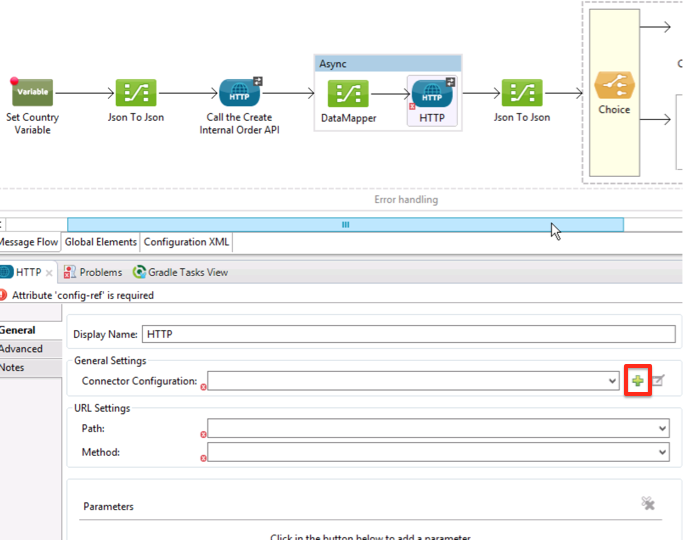 Async
Variable
HTTP
HTTP
Set Country
Variable
Json To Json
Call the Create
Internal Order API
DataMapper
HTTP
Json To Json
Choice
Error handling
Message Flow
Global Elements
Configuration XML
HTTP
Problems
Gradle Tasks View
Attribute 'config-ref' is required
General
Advanced
Notes
Display Name: HTTP
General Settings
Connector Configuration:
URL Settings
Path:
Method:
Parameters
Click in the button below to add a parameter